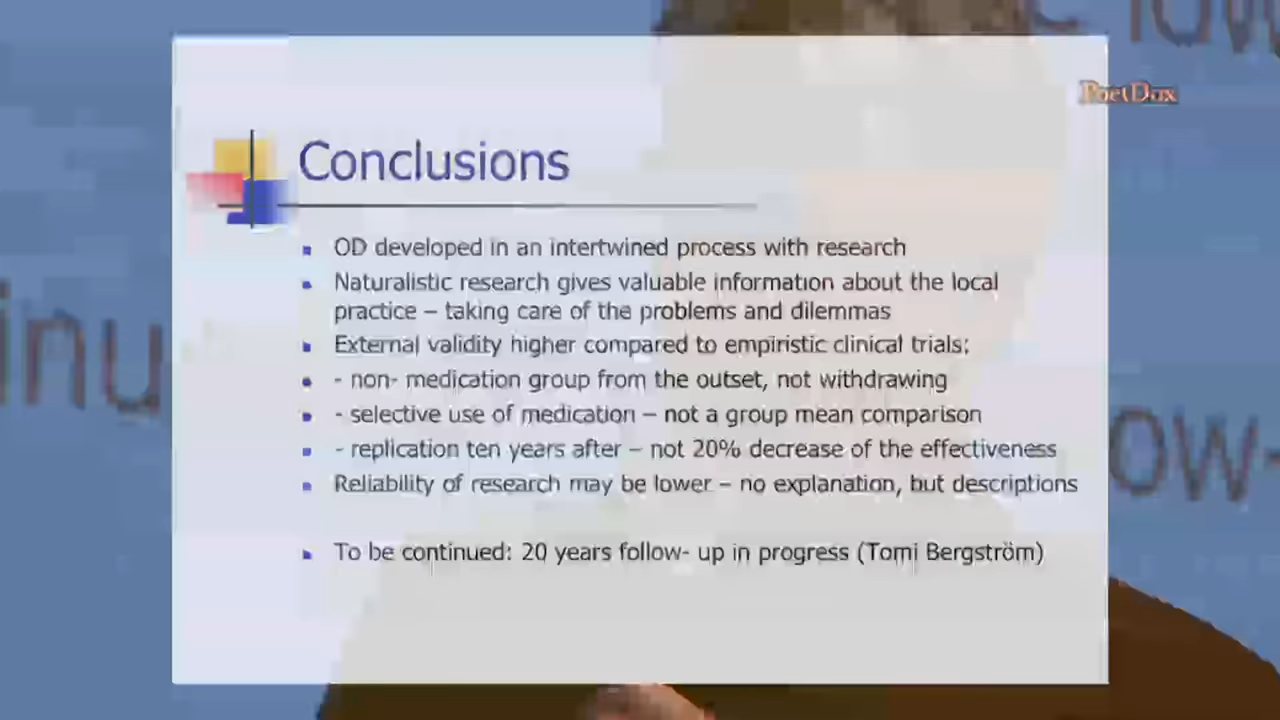 PoetDox
Conclusions
OD developed in an intertwined process with research
Naturalistic research gives valuable information about the local
practice – taking care of the problems and dilemmas
External validity higher compared to empiristic clinical trials:
- non- medication group from the outset, not withdrawing
- selective use of medication – not a group mean comparison
- replication ten years after – not 20% decrease of the effectiveness
Reliability of research may be lower – no explanation, but descriptions
To be continued: 20 years follow- up in progress (Tomi Bergström)